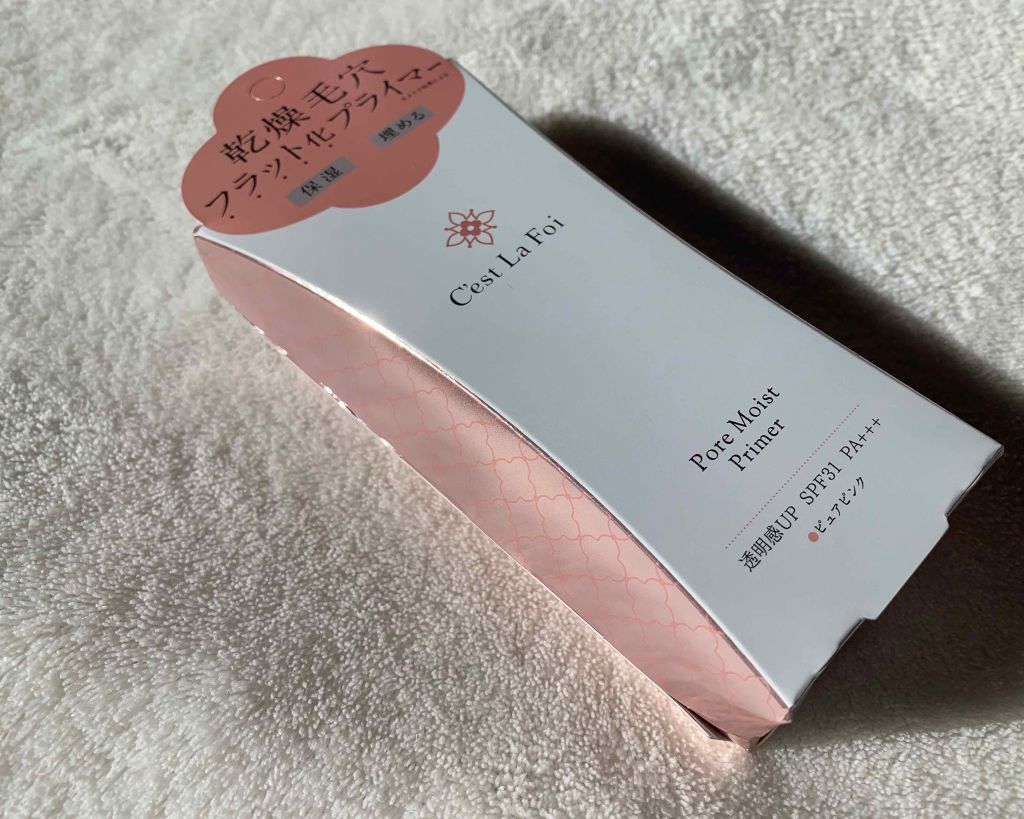 乾燥 毛穴
フラット化 プライマー
保湿
埋める
C'est La Foi
Pore Moist
Primer
透明感UP SPF31 PA+++
ピュアピンク